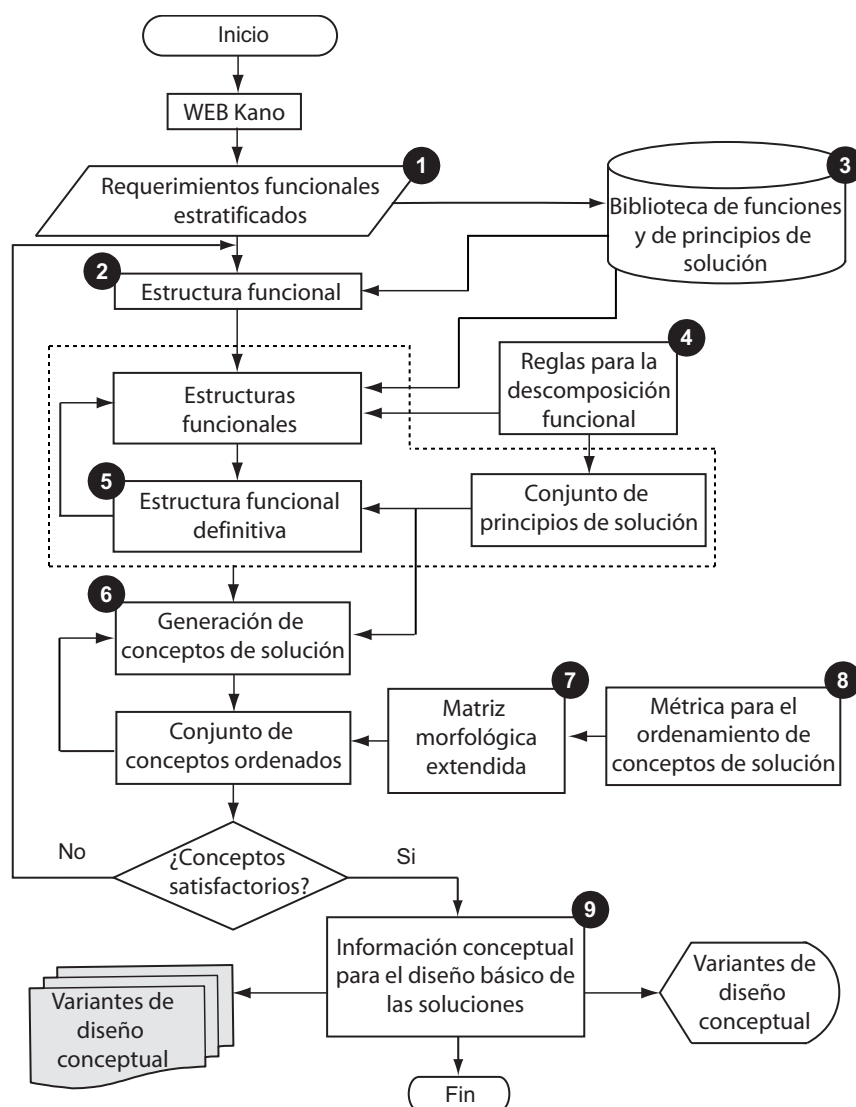 Inicio
WEB Kano
1
Requerimientos funcionales
estratificados
3
Biblioteca de funciones
y de principios de
solución
2
Estructura funcional
4
Reglas para la
descomposición
funcional
Estructuras
funcionales
5
Estructura funcional
definitiva
Conjunto de
principios de solución
6
Generación de
conceptos de solución
7
Matriz
morfológica
extendida
8
Métrica para el
ordenamiento de
conceptos de solución
Conjunto de
conceptos ordenados
No
¿Conceptos
satisfactorios?
Si
9
Información conceptual
para el diseño básico de
las soluciones
Variantes de
diseño
conceptual
Variantes de
diseño
conceptual
Fin